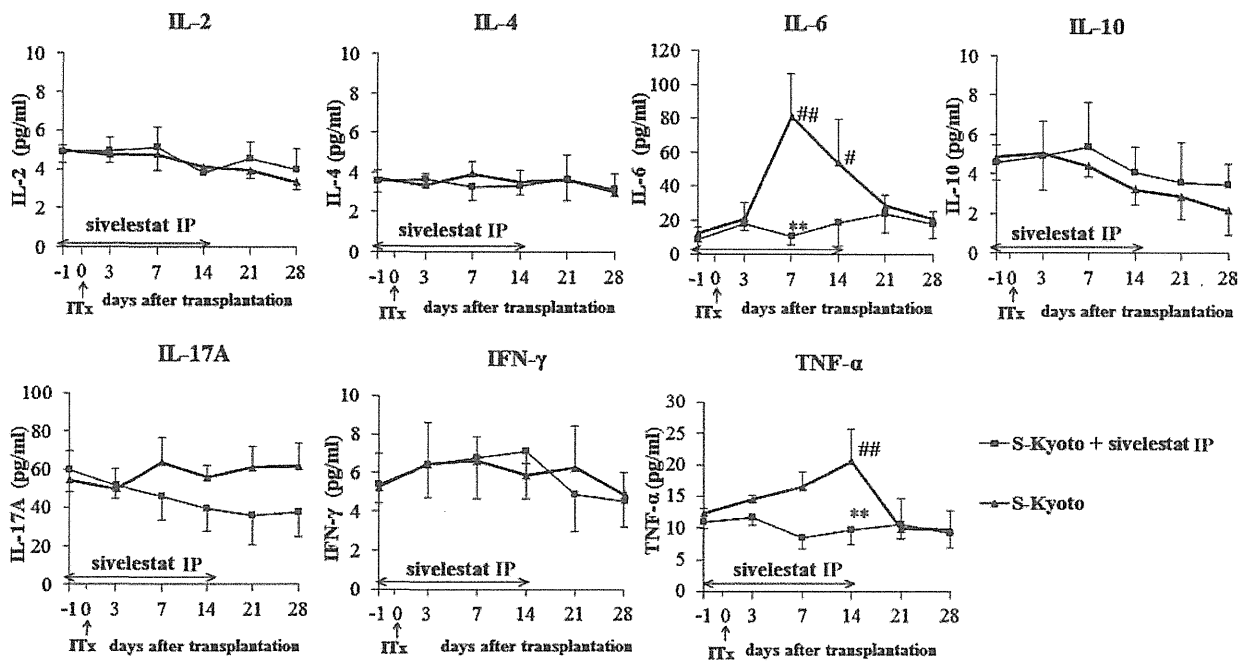 IL-2
IL-4
IL-6
IL-10
10
8
6
4
2
0
IL-2 (pg/ml)
sivelestat IP
-1 0 3 7 14 21 28
ITx days after transplantation
10
8
6
4
2
0
IL-4 (pg/ml)
sivelestat IP
-1 0 3 7 14 21 28
ITx days after transplantation
120
100
80
60
40
20
0
IL-6 (pg/ml)
##
#
**
-1 0 3 7 14 21 28
ITx days after transplantation
10
8
6
4
2
0
IL-10 (pg/ml)
sivelestat IP
-1 0 3 7 14 21 28
ITx days after transplantation
IL-17A
IFN-γ
TNF-α
100
80
60
40
20
0
IL-17A (pg/ml)
sivelestat IP
-1 0 3 7 14 21 28
ITx days after transplantation
10
8
6
4
2
0
IFN-γ (pg/ml)
sivelestat IP
-1 0 3 7 14 21 28
ITx days after transplantation
30
25
20
15
10
5
0
TNF-α (pg/ml)
##
**
sivelestat IP
-1 0 3 7 14 21 28
ITx days after transplantation
S-Kyoto + sivelestat IP
S-Kyoto